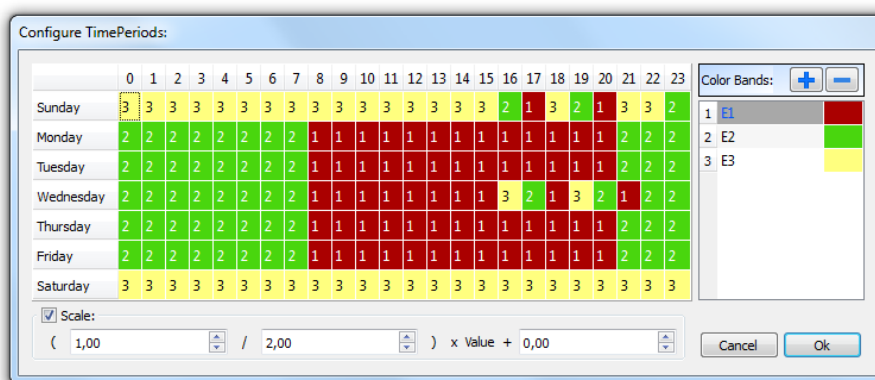 Configure TimePeriods:
0 1 2 3 4 5 6 7 8 9 10 11 12 13 14 15 16 17 18 19 20 21 22 23
Color Bands:
Sunday 3 3 3 3 3 3 3 3 3 3 3 3 3 3 3 3 2 1 3 2 1 3 3 2
1 E1
Monday 2 2 2 2 2 2 2 2 1 1 1 1 1 1 1 1 1 1 1 1 1 2 2 2
2 E2
Tuesday 2 2 2 2 2 2 2 2 1 1 1 1 1 1 1 1 1 1 1 1 1 2 2 2
3 E3
Wednesday 2 2 2 2 2 2 2 2 1 1 1 1 1 1 1 1 3 2 1 3 2 1 2 2
Thursday 2 2 2 2 2 2 2 2 1 1 1 1 1 1 1 1 1 1 1 1 1 2 2 2
Friday 2 2 2 2 2 2 2 2 1 1 1 1 1 1 1 1 1 1 1 1 1 2 2 2
Saturday 3 3 3 3 3 3 3 3 3 3 3 3 3 3 3 3 3 3 3 3 3 3 3 3
Scale:
( 1,00 / 2,00 ) x Value + 0,00
Cancel Ok